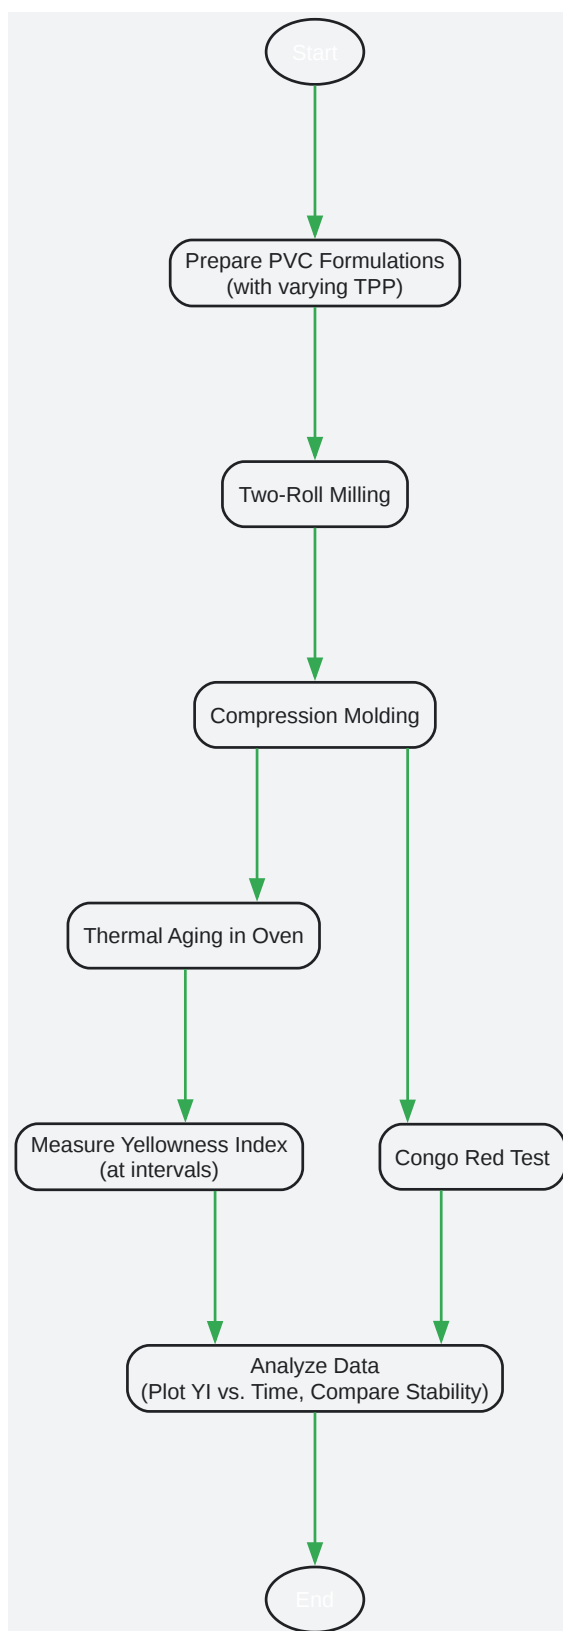 Start
Prepare PVC Formulations
(with varying TPP)
Two-Roll Milling
Compression Molding
Thermal Aging in Oven
Measure Yellowness Index
(at intervals)
Congo Red Test
Analyze Data
(Plot YI vs. Time, Compare Stability)
End